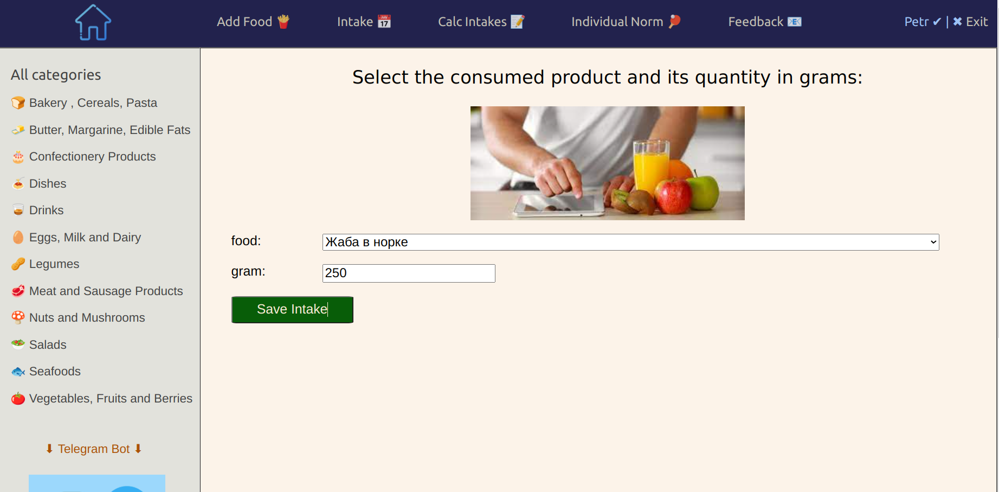 Add Food Intake Calc Intakes Individual Norm Feedback Petr ✔ | ✖ Exit
All categories
Bakery , Cereals, Pasta
Butter, Margarine, Edible Fats
Confectionery Products
Dishes
Drinks
Eggs, Milk and Dairy
Legumes
Meat and Sausage Products
Nuts and Mushrooms
Salads
Seafoods
Vegetables, Fruits and Berries
⬇ Telegram Bot ⬇
Select the consumed product and its quantity in grams:
food: Жаба в норке
gram: 250
Save Intake